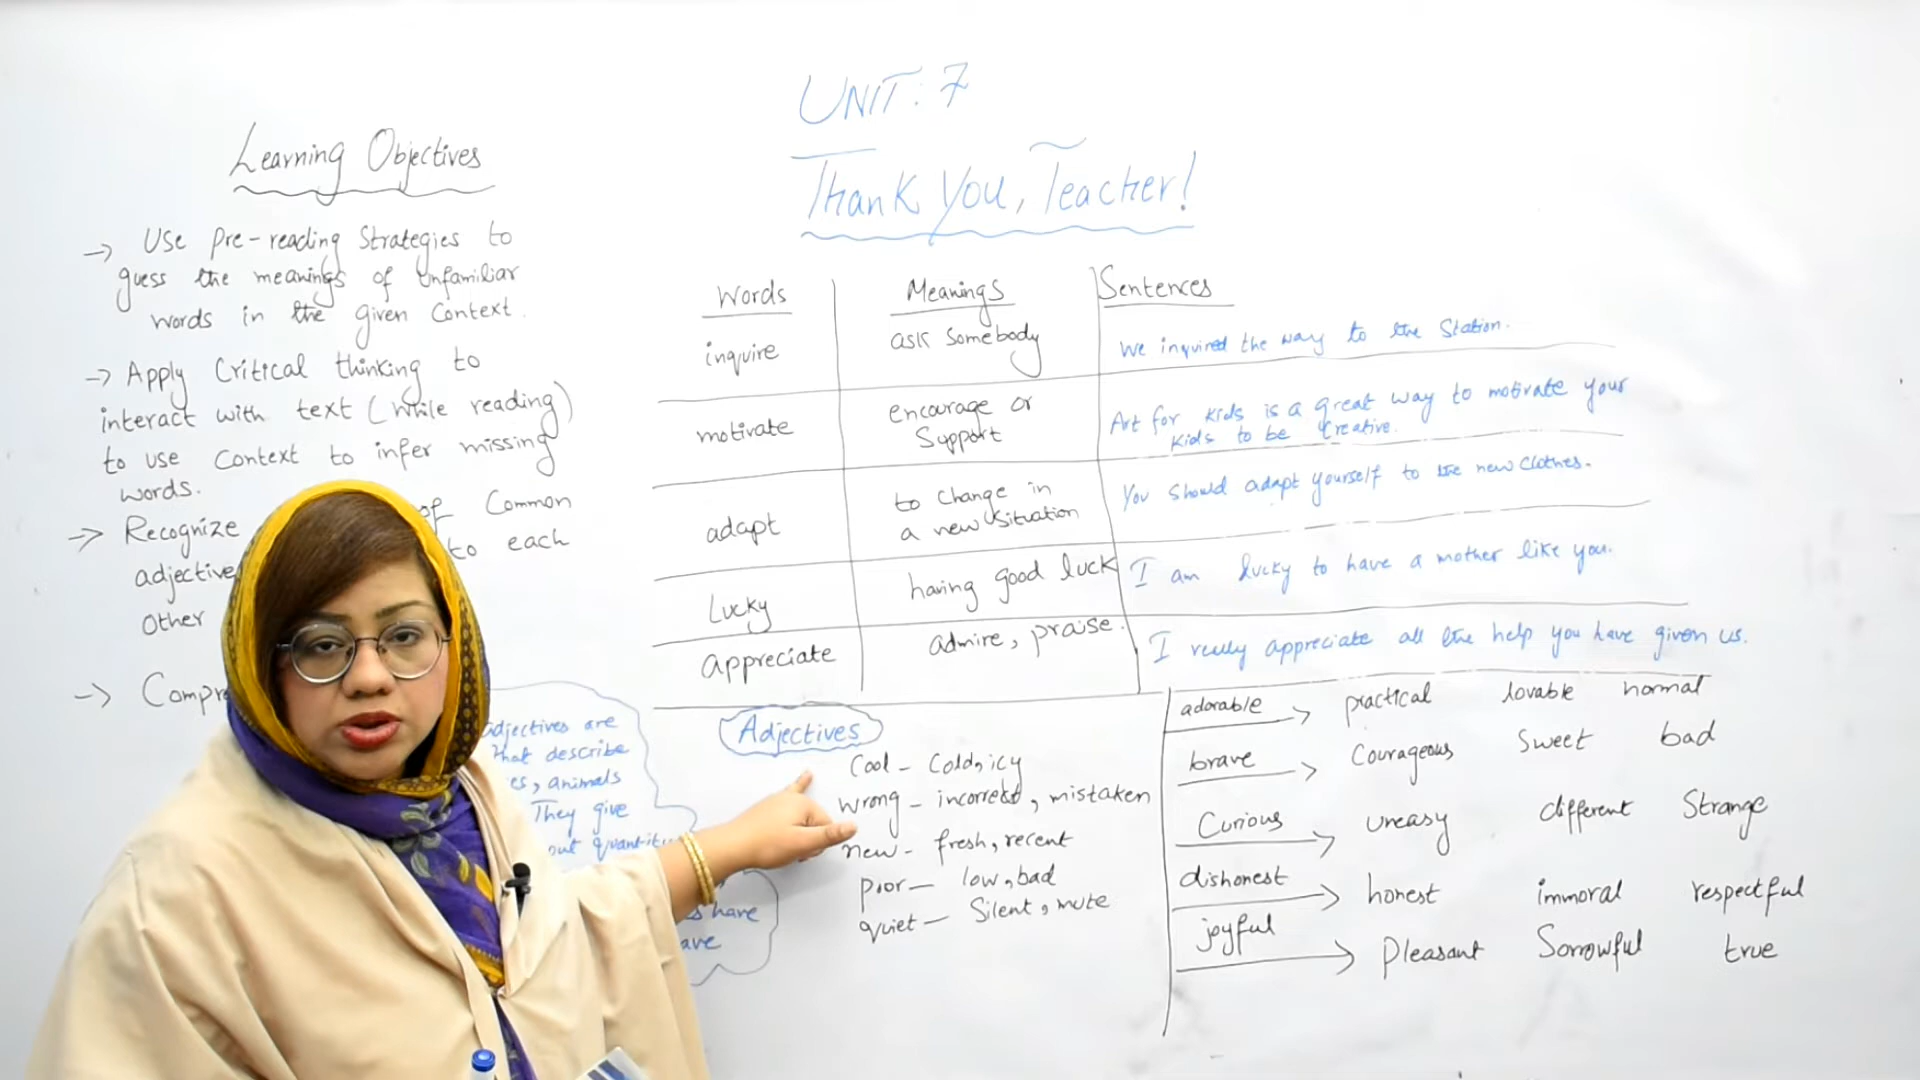 UNIT: 7
Thank You, Teacher!
Learning Objectives
-> Use pre-reading strategies to
guess the meanings of unfamiliar
words in the given context.
-> Apply Critical thinking to
interact with text (while reading)
to use Context to infer missing
words.
-> Recognize of Common
adjective to each
other
-> Compre
adjectives are
that describe
es, animals
They give
out quantity
s have
ave
Words Meanings Sentences
inquire ask somebody We inquired the way to the Station.
motivate encourage or Support Art for kids is a great way to motivate your
kids to be creative.
adapt to change in
a new situation You should adapt yourself to the new clothes.
Lucky having good luck I am lucky to have a mother like you.
appreciate admire, praise. I really appreciate all the help you have given us.
Adjectives
Cool - Cold, icy
wrong - incorrect, mistaken
new - fresh, recent
poor - low, bad
quiet - Silent, mute
adorable -> practical lovable normal
brave -> Courageous Sweet bad
Curious -> uneasy different Strange
dishonest -> honest immoral respectful
joyful -> Pleasant Sorrowful true